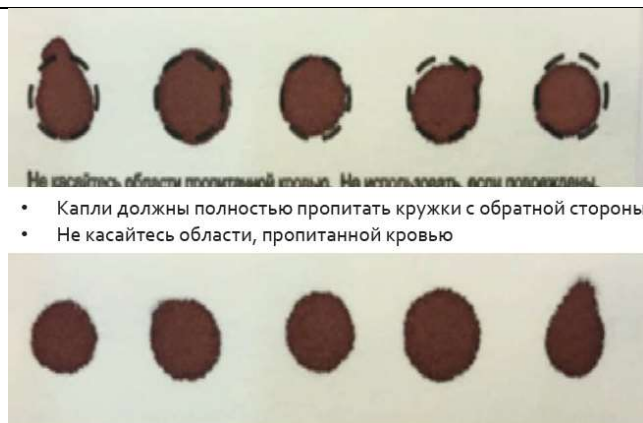 Не касайтесь области пропитанной кровью. Не использовать, если повреждены.
• Капли должны полностью пропитать кружки с обратной стороны
• Не касайтесь области, пропитанной кровью